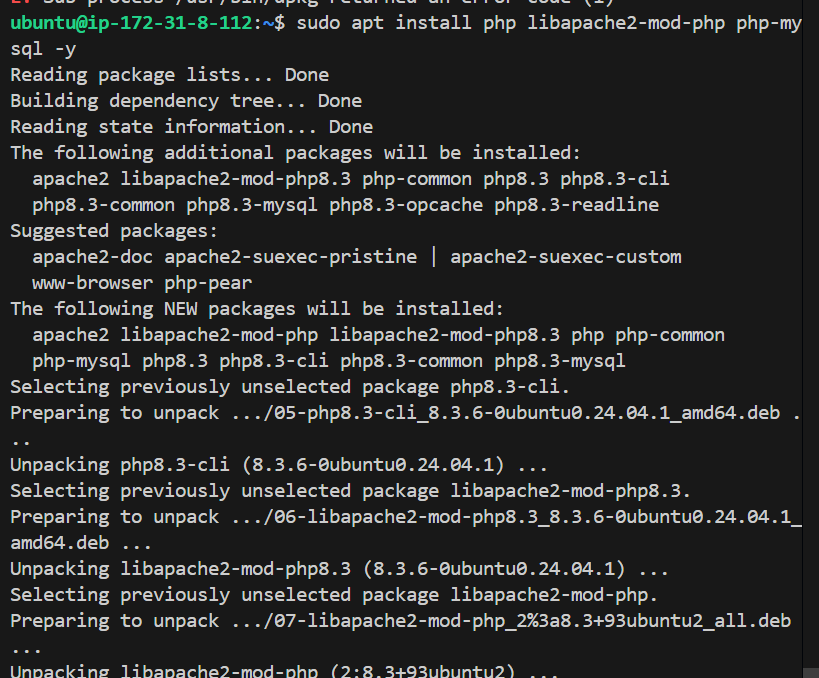 E: Sub-process /usr/bin/dpkg returned an error code (1)
ubuntu@ip-172-31-8-112:~$ sudo apt install php libapache2-mod-php php-my
sql -y
Reading package lists... Done
Building dependency tree... Done
Reading state information... Done
The following additional packages will be installed:
  apache2 libapache2-mod-php8.3 php-common php8.3 php8.3-cli
  php8.3-common php8.3-mysql php8.3-opcache php8.3-readline
Suggested packages:
  apache2-doc apache2-suexec-pristine | apache2-suexec-custom
  www-browser php-pear
The following NEW packages will be installed:
  apache2 libapache2-mod-php libapache2-mod-php8.3 php php-common
  php-mysql php8.3 php8.3-cli php8.3-common php8.3-mysql
Selecting previously unselected package php8.3-cli.
Preparing to unpack .../05-php8.3-cli_8.3.6-0ubuntu0.24.04.1_amd64.deb .
..
Unpacking php8.3-cli (8.3.6-0ubuntu0.24.04.1) ...
Selecting previously unselected package libapache2-mod-php8.3.
Preparing to unpack .../06-libapache2-mod-php8.3_8.3.6-0ubuntu0.24.04.1_
amd64.deb ...
Unpacking libapache2-mod-php8.3 (8.3.6-0ubuntu0.24.04.1) ...
Selecting previously unselected package libapache2-mod-php.
Preparing to unpack .../07-libapache2-mod-php_2%3a8.3+93ubuntu2_all.deb
...
Unpacking libapache2-mod-php (2:8.3+93ubuntu2) ...